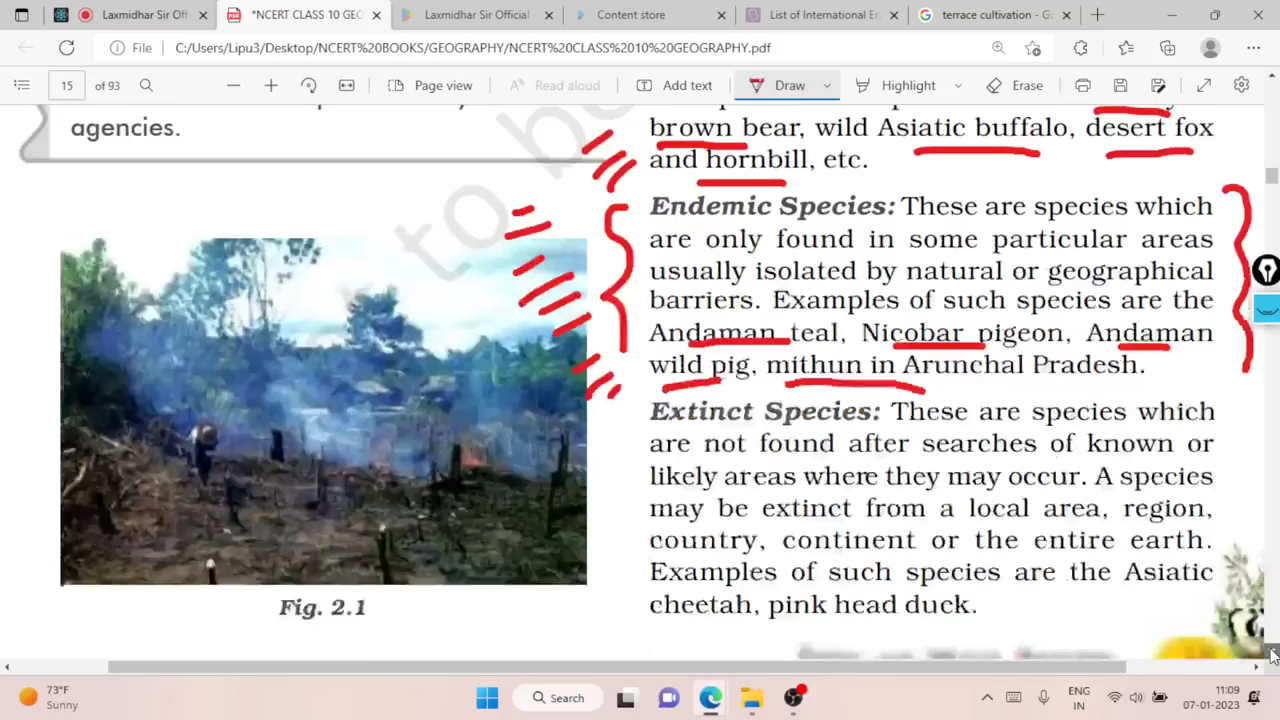 Laxmidhar Sir Off
*NCERT CLASS 10 GEO
Laxmidhar Sir Official -
Content store
List of International En
terrace cultivation - Go
File
C:/Users/Lipu3/Desktop/NCERT%20BOOKS/GEOGRAPHY/NCERT%20CLASS%2010%20GEOGRAPHY.pdf
15 of 93
Page view
Read aloud
Add text
Draw
Highlight
Erase
agencies.
to b
brown bear, wild Asiatic buffalo, desert fox
and hornbill, etc.
Endemic Species: These are species which
are only found in some particular areas
usually isolated by natural or geographical
barriers. Examples of such species are the
Andaman teal, Nicobar pigeon, Andaman
wild pig, mithun in Arunchal Pradesh.
Extinct Species: These are species which
are not found after searches of known or
likely areas where they may occur. A species
may be extinct from a local area, region,
country, continent or the entire earth.
Examples of such species are the Asiatic
cheetah, pink head duck.
Fig. 2.1
73°F
Sunny
Search
ENG
IN
11:09
07-01-2023